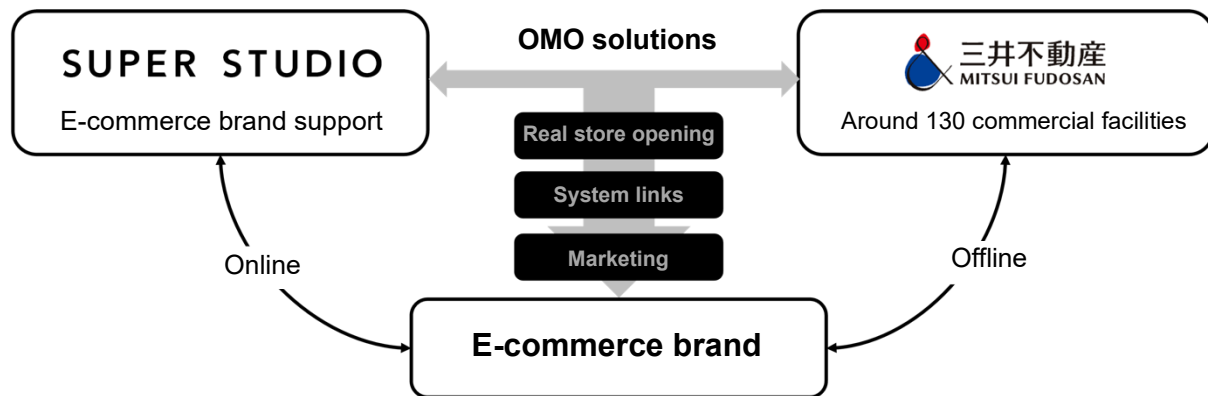 SUPER STUDIO
E-commerce brand support
OMO solutions
三井不動産
MITSUI FUDOSAN
Around 130 commercial facilities
Real store opening
System links
Marketing
Online
Offline
E-commerce brand